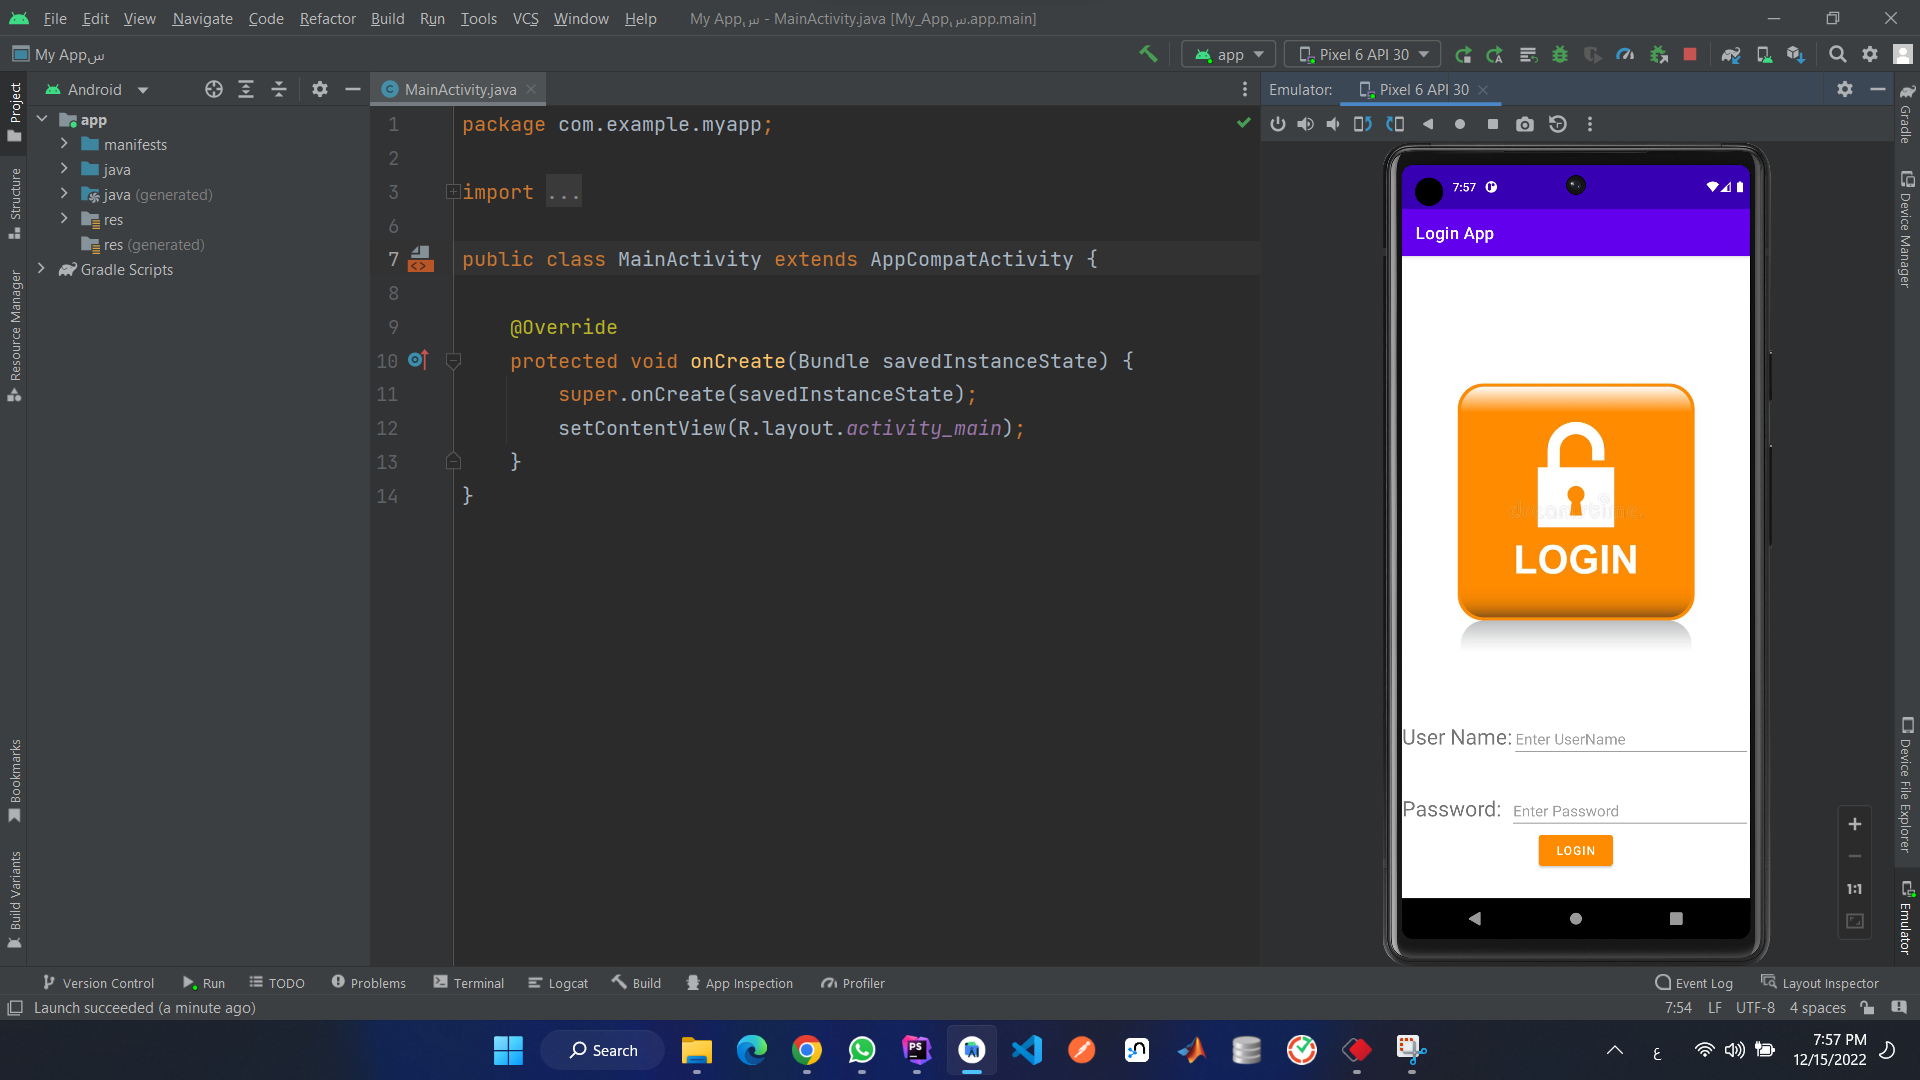 File Edit View Navigate Code Refactor Build Run Tools VCS Window Help My Appس - MainActivity.java [My_Appس.app.main]
My Appس
app
Pixel 6 API 30
Project
Structure
Resource Manager
Bookmarks
Build Variants
Android
app
manifests
java
java (generated)
res
res (generated)
Gradle Scripts
MainActivity.java
1 package com.example.myapp;
2
3 import ...
6
7 public class MainActivity extends AppCompatActivity {
8
9 @Override
10 protected void onCreate(Bundle savedInstanceState) {
11 super.onCreate(savedInstanceState);
12 setContentView(R.layout.activity_main);
13 }
14 }
Emulator: Pixel 6 API 30
7:57
Login App
LOGIN
User Name: Enter UserName
Password: Enter Password
LOGIN
1:1
Gradle
Device Manager
Device File Explorer
Emulator
Version Control Run TODO Problems Terminal Logcat Build App Inspection Profiler Event Log Layout Inspector
Launch succeeded (a minute ago) 7:54 LF UTF-8 4 spaces
Search
PS
ع
7:57 PM
12/15/2022